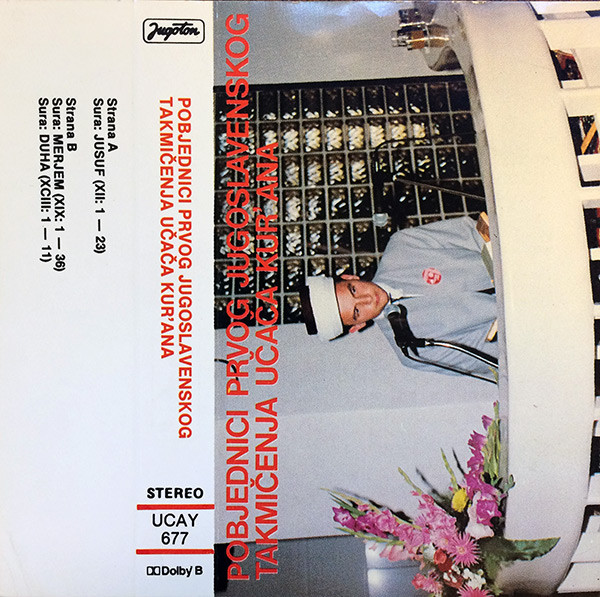 Jugoton
Strana A
Sura: JUSUF (XII: 1 — 23)
Strana B
Sura: MERJEM (XIX: 1 — 36)
Sura: DUHA (XCIII: 1 — 11)
POBJEDNICI PRVOG JUGOSLAVENSKOG
TAKMIČENJA UČAČA KUR'ANA
STEREO
UCAY
677
Dolby B
POBJEDNICI PRVOG JUGOSLAVENSKOG
TAKMIČENJA UČAČA KUR'ANA